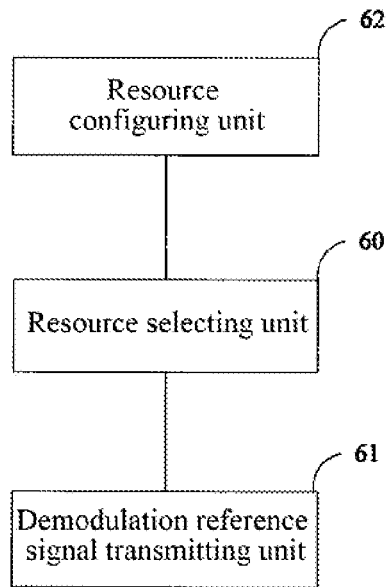 62
Resource
configuring unit
60
Resource selecting unit
61
Demodulation reference
signal transmitting unit